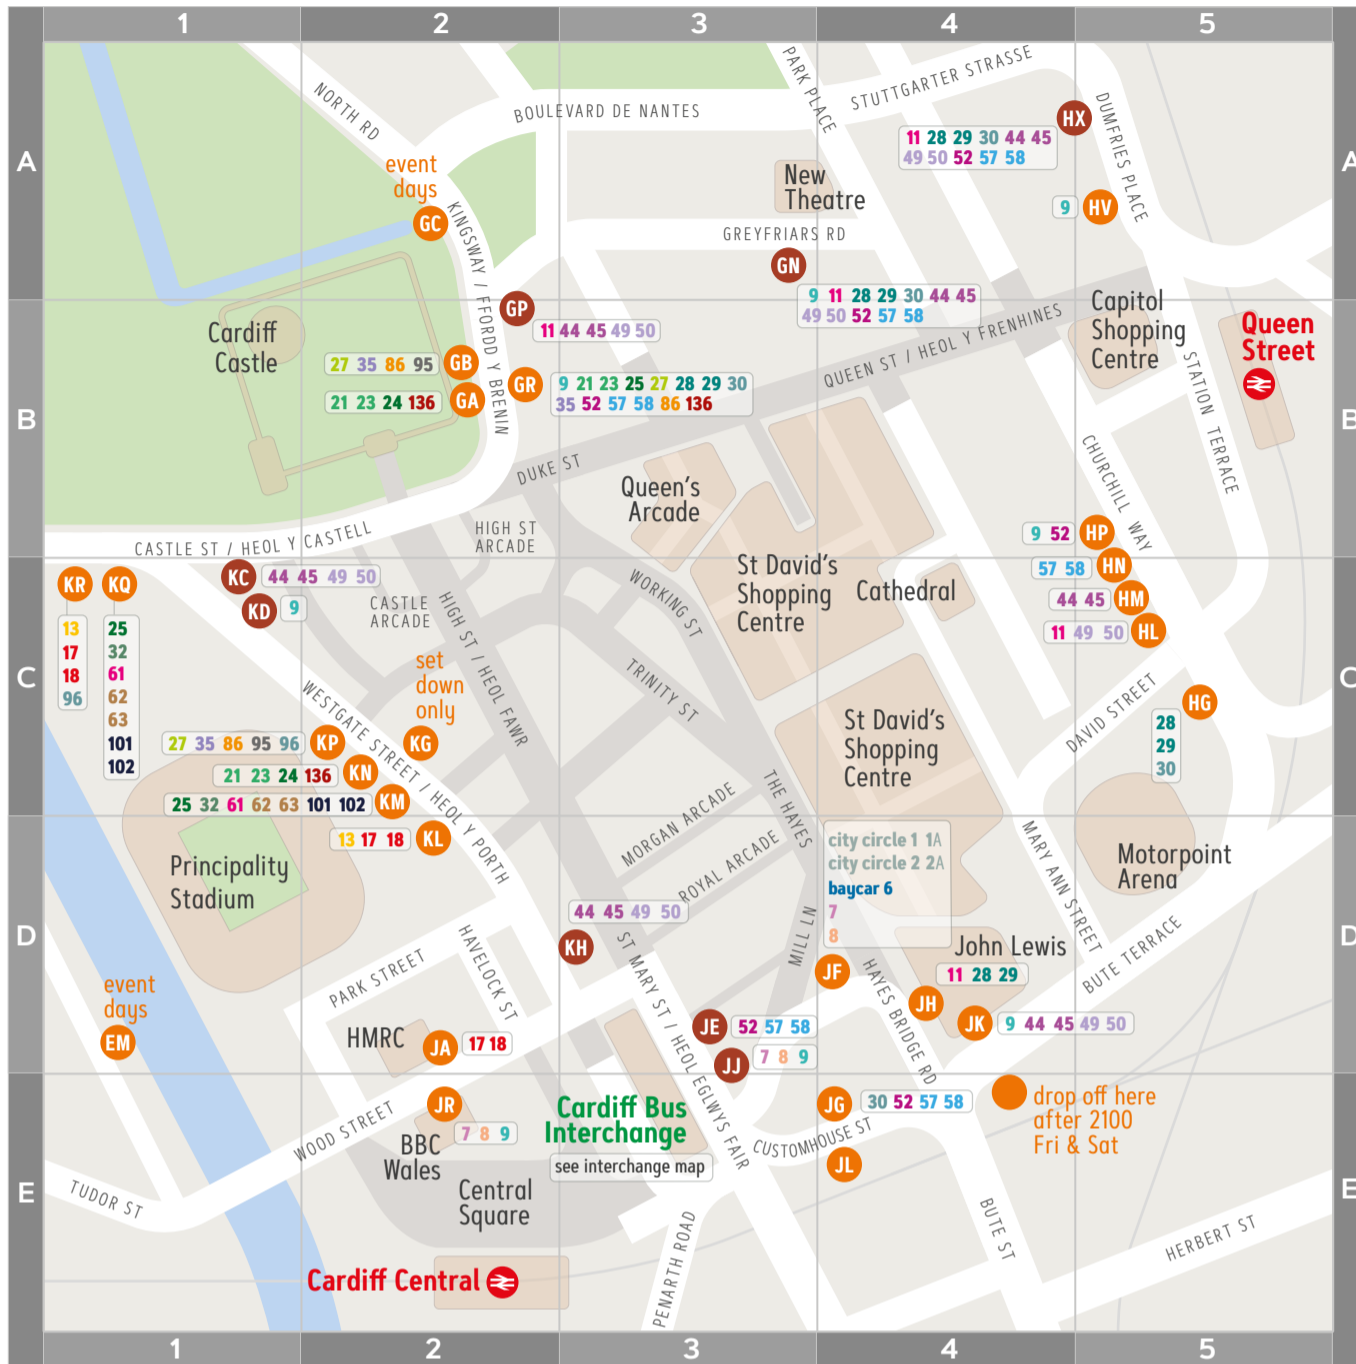 1 2 3 4 5
A
B
C
D
E
A
B
C
D
E
NORTH RD
BOULEVARD DE NANTES
PARK PLACE
STUTTGARTER STRASSE
DUMFRIES PLACE
HX
11 28 29 30 44 45
49 50 52 57 58
event
days
GC
New
Theatre
9
HV
KINGSWAY / FFORDD Y BRENIN
GREYFRIARS RD
GN
9 11 28 29 30 44 45
49 50 52 57 58
GP
11 44 45 49 50
Cardiff
Castle
27 35 86 95
GB
21 23 24 136
GA
GR
9 21 23 25 27 28 29 30
35 52 57 58 86 136
QUEEN ST / HEOL Y FRENHINES
Capitol
Shopping
Centre
Queen
Street
STATION TERRACE
CHURCHILL WAY
DUKE ST
Queen's
Arcade
HIGH ST
ARCADE
CASTLE ST / HEOL Y CASTELL
9 52
HP
57 58
HN
44 45
HM
11 49 50
HL
KR
KQ
KC
44 45 49 50
KD
9
13
17
18
96
25
32
61
62
63
101
102
CASTLE
ARCADE
HIGH ST / HEOL FAWR
WORKING ST
St David's
Shopping
Centre
Cathedral
TRINITY ST
set
down
only
KG
WESTGATE STREET / HEOL Y PORTH
27 35 86 95 96
KP
21 23 24 136
KN
25 32 61 62 63 101 102
KM
13 17 18
KL
St David's
Shopping
Centre
DAVID STREET
HG
28
29
30
THE HAYES
MORGAN ARCADE
ROYAL ARCADE
Principality
Stadium
city circle 1 1A
city circle 2 2A
baycar 6
7
8
MARY ANN STREET
Motorpoint
Arena
BUTE TERRACE
44 45 49 50
KH
MILL LN
JF
John Lewis
11 28 29
JH
JK
9 44 45 49 50
HAYES BRIDGE RD
PARK STREET
HAVELOCK ST
ST MARY ST / HEOL EGLWYS FAIR
event
days
EM
HMRC
JA
17 18
JE
52 57 58
JJ
7 8 9
JR
7 8 9
BBC
Wales
WOOD STREET
Cardiff Bus
Interchange
see interchange map
JG
30 52 57 58
drop off here
after 2100
Fri & Sat
CUSTOMHOUSE ST
JL
TUDOR ST
Central
Square
PENARTH ROAD
BUTE ST
HERBERT ST
Cardiff Central
1 2 3 4 5